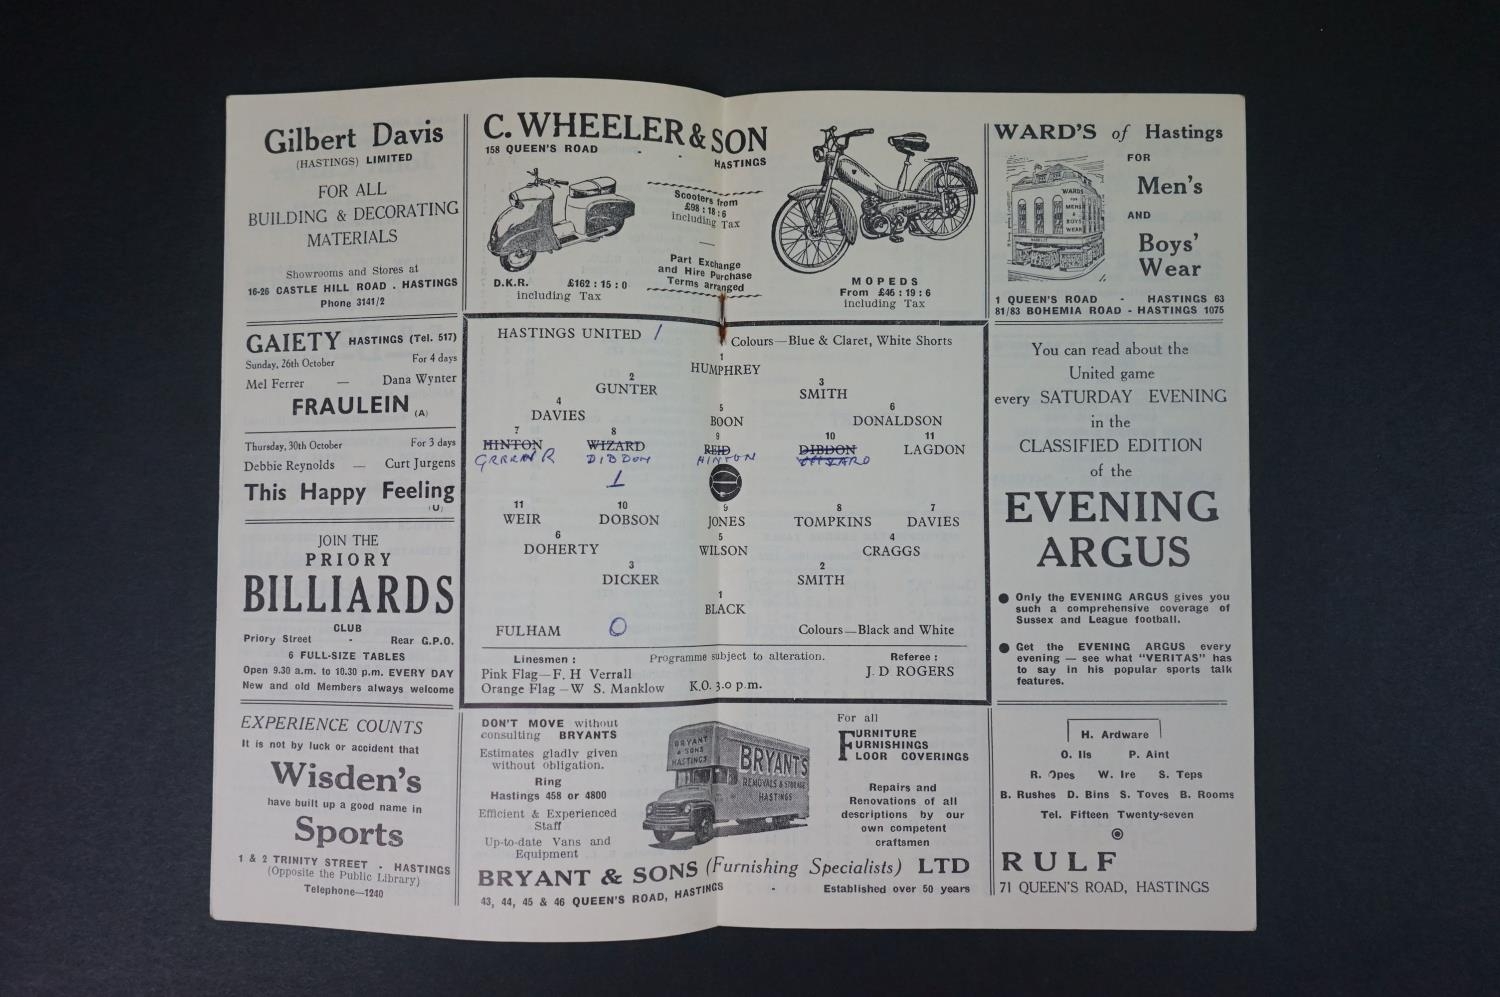 Gilbert Davis
(HASTINGS) LIMITED
FOR ALL
BUILDING & DECORATING
MATERIALS
Showrooms and Stores at
16-26 CASTLE HILL ROAD . HASTINGS
Phone 3141/2
GAIETY HASTINGS (Tel. 517)
Sunday, 26th October For 4 days
Mel Ferrer — Dana Wynter
FRAULEIN (A)
Thursday, 30th October For 3 days
Debbie Reynolds — Curt Jurgens
This Happy Feeling
(U)
JOIN THE
PRIORY
BILLIARDS
CLUB
Priory Street - Rear G.P.O.
6 FULL-SIZE TABLES
Open 9.30 a.m. to 10.30 p.m. EVERY DAY
New and old Members always welcome
EXPERIENCE COUNTS
It is not by luck or accident that
Wisden's
have built up a good name in
Sports
1 & 2 TRINITY STREET - HASTINGS
(Opposite the Public Library)
Telephone—1240
C. WHEELER & SON
158 QUEEN'S ROAD - - HASTINGS
Scooters from
£98 : 18 : 6
including Tax
—
Part Exchange
and Hire Purchase
Terms arranged
D.K.R. £162 : 15 : 0
including Tax
MOPEDS
From £46 : 19 : 6
including Tax
HASTINGS UNITED 1
Colours—Blue & Claret, White Shorts
1
HUMPHREY
2 3
GUNTER SMITH
4 5 6
DAVIES BOON DONALDSON
7 8 9 10 11
HINTON WIZARD REID DIBDON LAGDON
DIBDON HINTON WIZARD
1
11 10 9 8 7
WEIR DOBSON JONES TOMPKINS DAVIES
6 5 4
DOHERTY WILSON CRAGGS
3 2
DICKER SMITH
1
BLACK
FULHAM 0 Colours—Black and White
Linesmen : Programme subject to alteration. Referee :
Pink Flag—F. H Verrall J. D ROGERS
Orange Flag—W S. Manklow K.O. 3.0 p.m.
DON'T MOVE without
consulting BRYANTS
Estimates gladly given
without obligation.
Ring
Hastings 458 or 4800
Efficient & Experienced
Staff
Up-to-date Vans and
Equipment
BRYANT
& SONS
HASTINGS
BRYANT'S
REMOVALS & STORAGE
HASTINGS
For all
FURNITURE
FURNISHINGS
FLOOR COVERINGS
Repairs and
Renovations of all
descriptions by our
own competent
craftsmen
BRYANT & SONS (Furnishing Specialists) LTD
43, 44, 45 & 46 QUEEN'S ROAD, HASTINGS - Established over 50 years
WARD'S of Hastings
FOR
Men's
AND
Boys'
Wear
WARDS
FOR
MENS
&
BOYS
WEAR
1 QUEEN'S ROAD - HASTINGS 63
81/83 BOHEMIA ROAD - HASTINGS 1075
You can read about the
United game
every SATURDAY EVENING
in the
CLASSIFIED EDITION
of the
EVENING
ARGUS
● Only the EVENING ARGUS gives you
such a comprehensive coverage of
Sussex and League football.
● Get the EVENING ARGUS every
evening — see what "VERITAS" has
to say in his popular sports talk
features.
H. Ardware
O. Ils P. Aint
R. Opes W. Ire S. Teps
B. Rushes D. Bins S. Toves B. Rooms
Tel. Fifteen Twenty-seven
RULF
71 QUEEN'S ROAD, HASTINGS